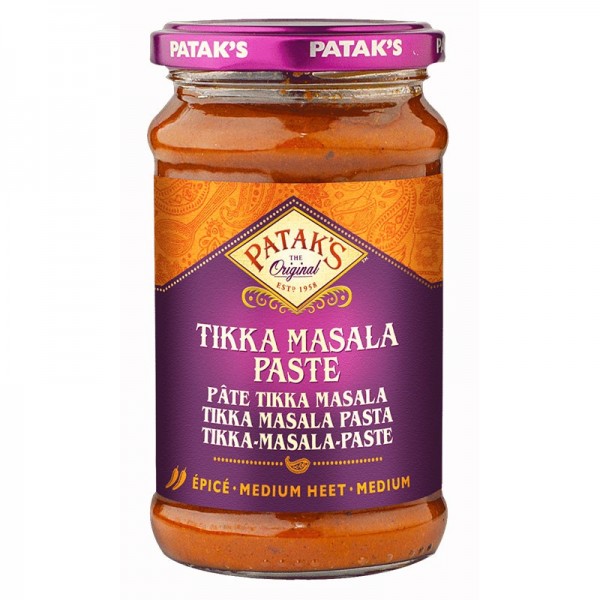 PATAK'S PATAK'S
PATAK'S
THE
Original
ESTD 1958
TIKKA MASALA
PASTE
PÂTE TIKKA MASALA
TIKKA MASALA PASTA
TIKKA-MASALA-PASTE
ÉPICÉ • MEDIUM HEET • MEDIUM